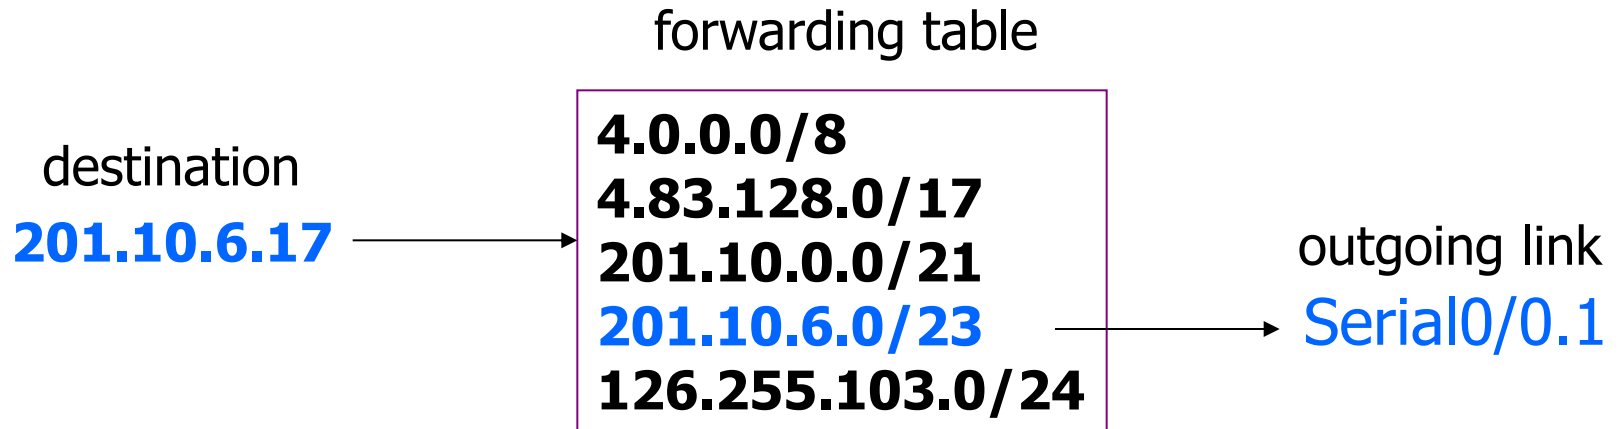 forwarding table
destination
201.10.6.17
4.0.0.0/8
4.83.128.0/17
201.10.0.0/21
201.10.6.0/23
126.255.103.0/24
outgoing link
Serial0/0.1